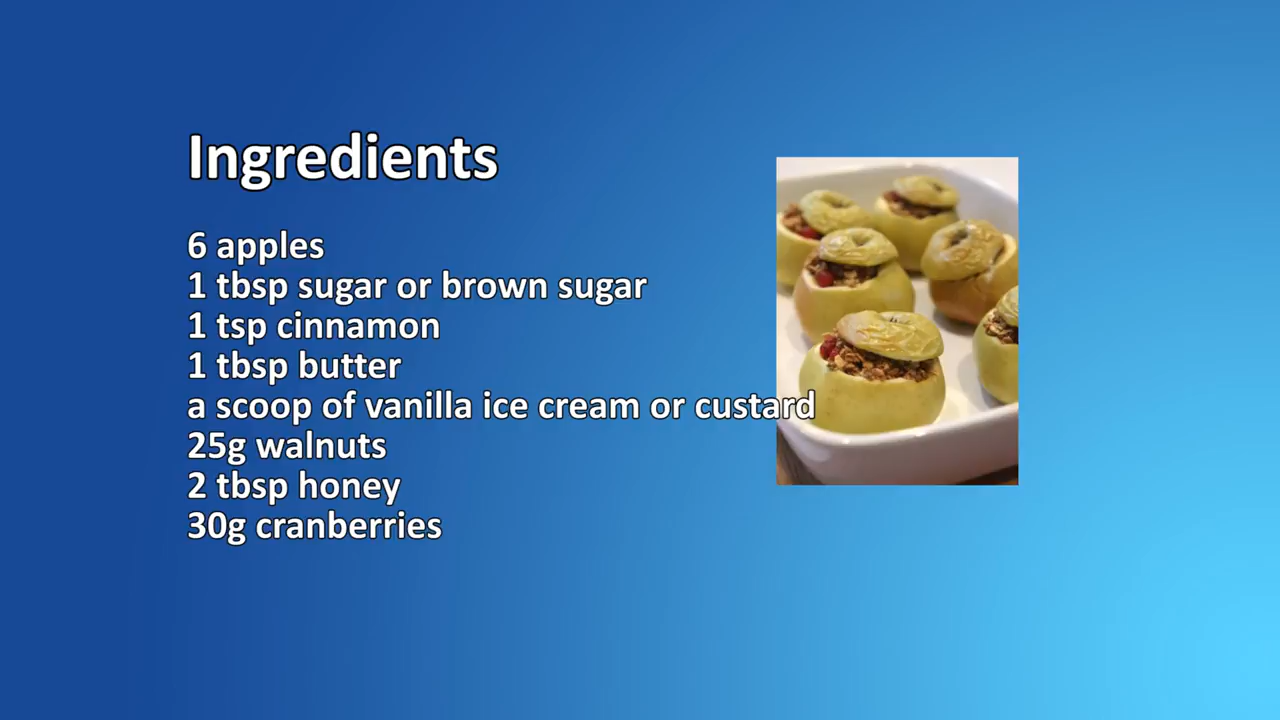 Ingredients
6 apples
1 tbsp sugar or brown sugar
1 tsp cinnamon
1 tbsp butter
a scoop of vanilla ice cream or custard
25g walnuts
2 tbsp honey
30g cranberries